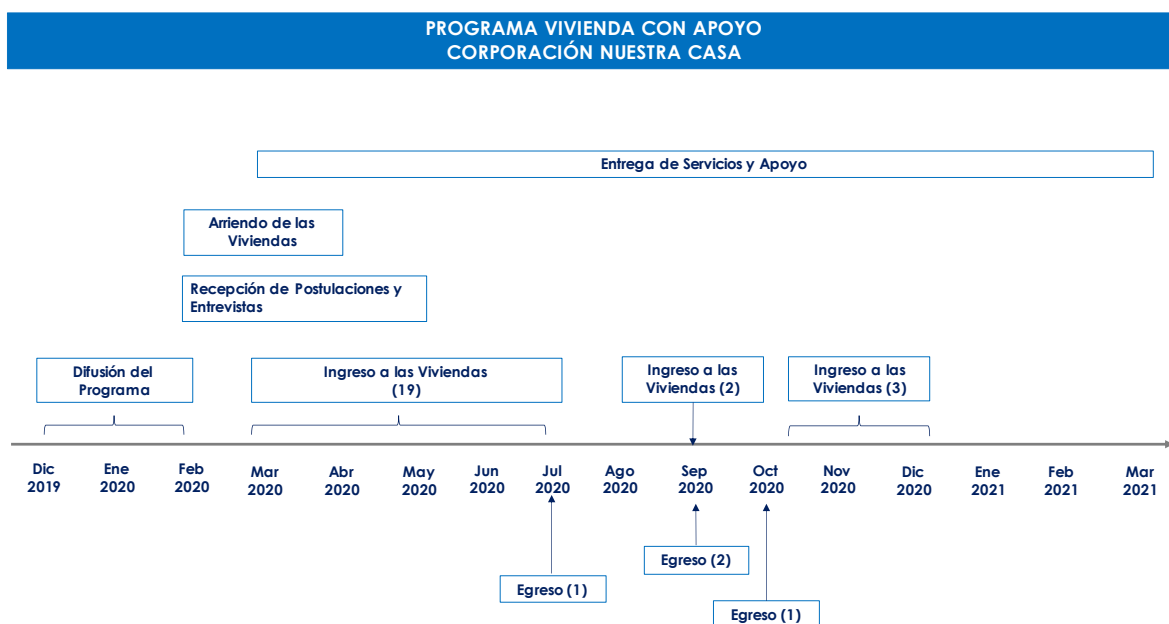 PROGRAMA VIVIENDA CON APOYO
CORPORACIÓN NUESTRA CASA
Entrega de Servicios y Apoyo
Arriendo de las
Viviendas
Recepción de Postulaciones y
Entrevistas
Difusión del
Programa
Ingreso a las Viviendas
(19)
Ingreso a las
Viviendas (2)
Ingreso a las
Viviendas (3)
Dic
2019
Ene
2020
Feb
2020
Mar
2020
Abr
2020
May
2020
Jun
2020
Jul
2020
Ago
2020
Sep
2020
Oct
2020
Nov
2020
Dic
2020
Ene
2021
Feb
2021
Mar
2021
Egreso (2)
Egreso (1)
Egreso (1)